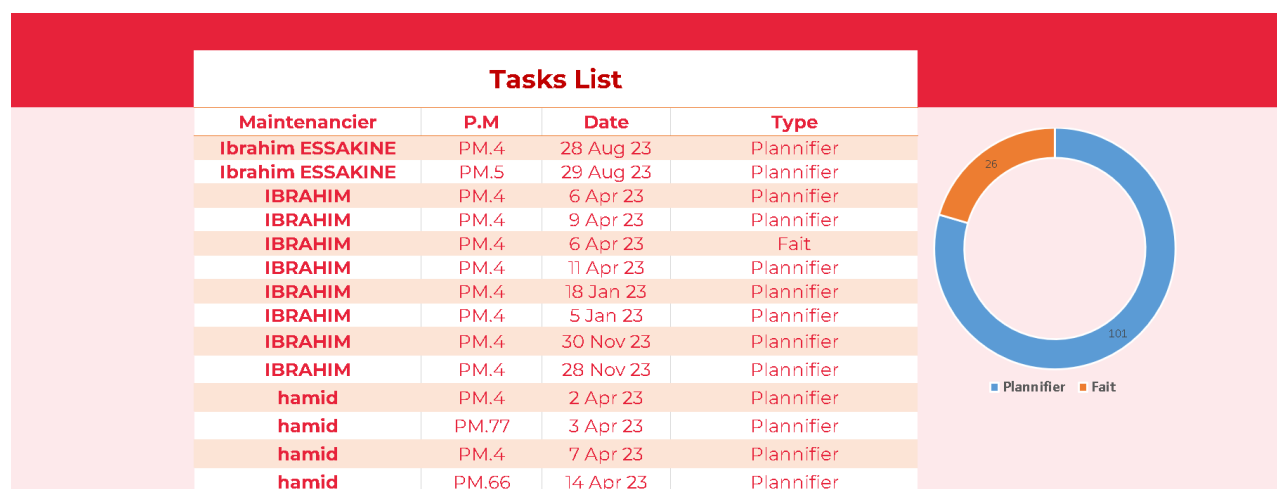 Tasks List
Maintenancier P.M Date Type
Ibrahim ESSAKINE PM.4 28 Aug 23 Plannifier
Ibrahim ESSAKINE PM.5 29 Aug 23 Plannifier
IBRAHIM PM.4 6 Apr 23 Plannifier
IBRAHIM PM.4 9 Apr 23 Plannifier
IBRAHIM PM.4 6 Apr 23 Fait
IBRAHIM PM.4 11 Apr 23 Plannifier
IBRAHIM PM.4 18 Jan 23 Plannifier
IBRAHIM PM.4 5 Jan 23 Plannifier
IBRAHIM PM.4 30 Nov 23 Plannifier
IBRAHIM PM.4 28 Nov 23 Plannifier
hamid PM.4 2 Apr 23 Plannifier
hamid PM.77 3 Apr 23 Plannifier
hamid PM.4 7 Apr 23 Plannifier
hamid PM.66 14 Apr 23 Plannifier
26
101
Plannifier Fait